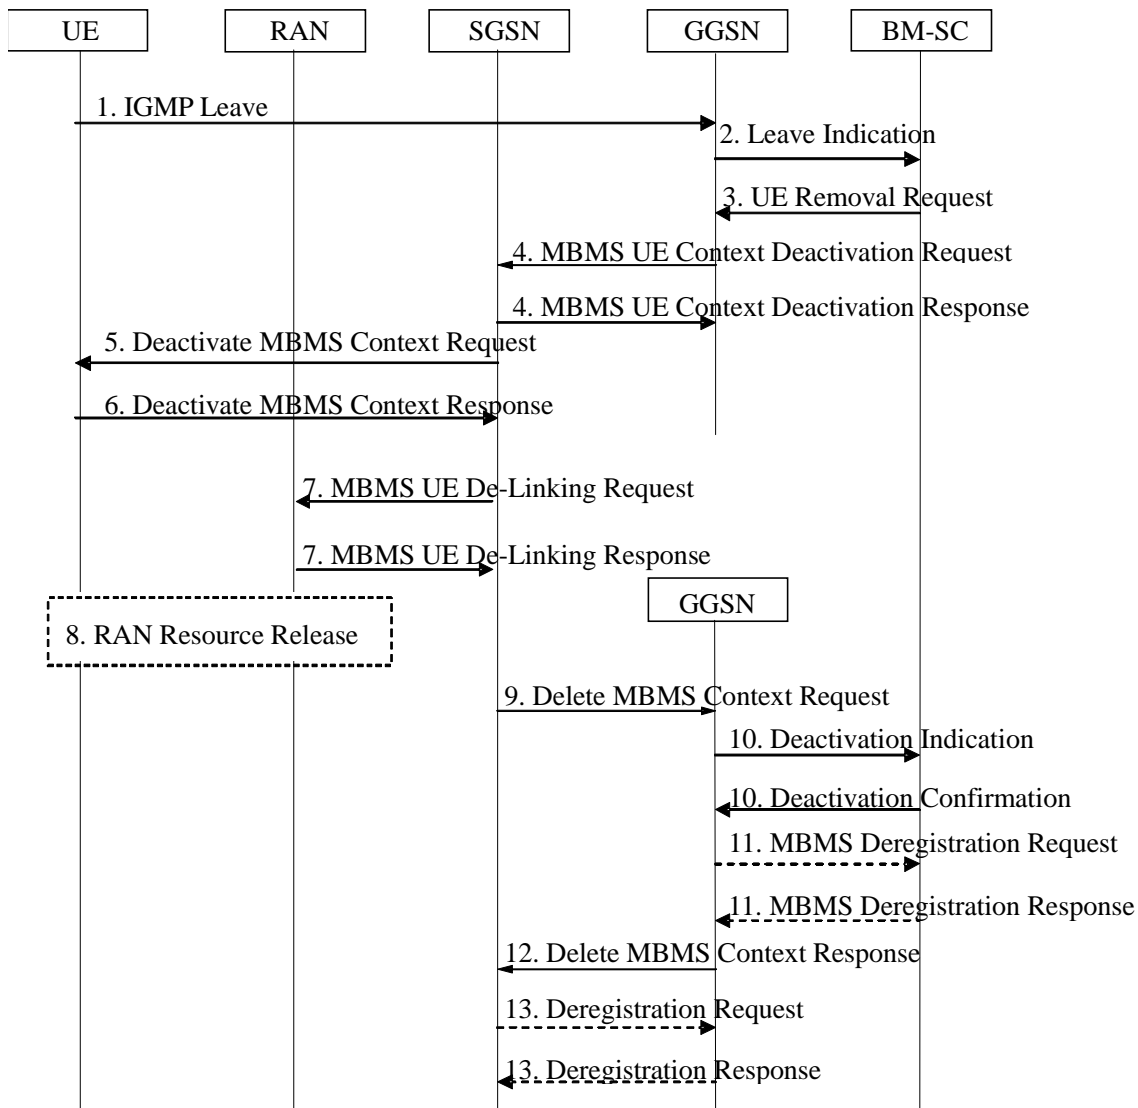 UE
RAN
SGSN
GGSN
BM-SC
1. IGMP Leave
2. Leave Indication
3. UE Removal Request
4. MBMS UE Context Deactivation Request
4. MBMS UE Context Deactivation Response
5. Deactivate MBMS Context Request
6. Deactivate MBMS Context Response
7. MBMS UE De-Linking Request
7. MBMS UE De-Linking Response
GGSN
8. RAN Resource Release
9. Delete MBMS Context Request
10. Deactivation Indication
10. Deactivation Confirmation
11. MBMS Deregistration Request
11. MBMS Deregistration Response
12. Delete MBMS Context Response
13. Deregistration Request
13. Deregistration Response